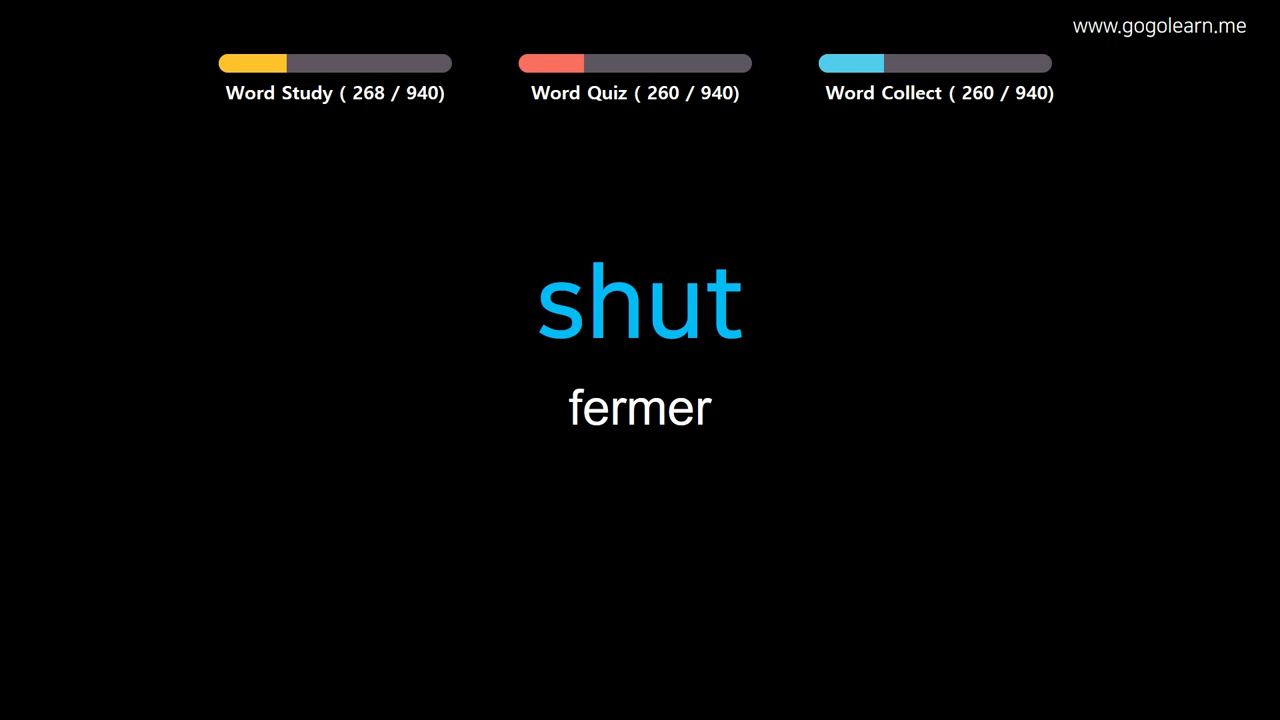 www.gogolearn.me
Word Study ( 268 / 940)
Word Quiz ( 260 / 940)
Word Collect ( 260 / 940)
shut
fermer